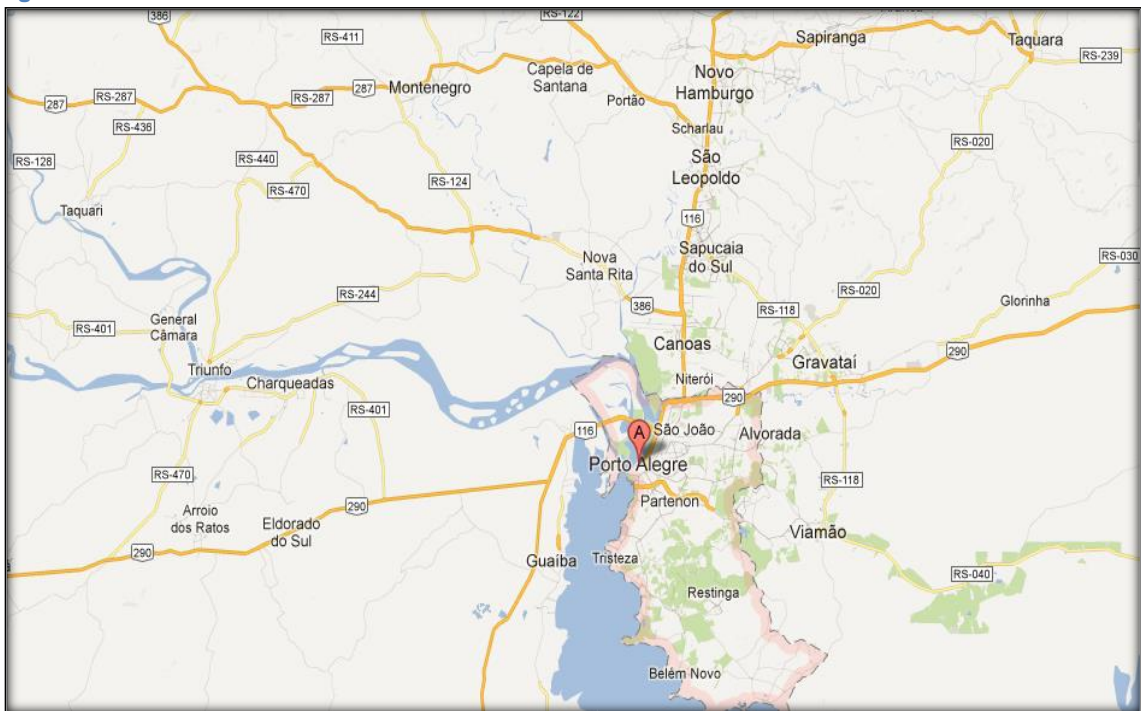 386
RS-122
RS-411
Sapiranga
Taquara
RS-239
Montenegro
Capela de
Santana
Novo
Hamburgo
287
RS-287
RS-287
287
Portão
RS-436
Scharlau
RS-020
RS-128
RS-440
São
Leopoldo
RS-470
RS-124
Taquari
116
Nova
Santa Rita
Sapucaia
do Sul
RS-030
RS-244
386
RS-118
RS-020
Glorinha
RS-401
General
Câmara
Canoas
290
Triunfo
Charqueadas
Niterói
Gravataí
RS-401
290
116
A
São João
Alvorada
Porto Alegre
RS-470
Partenon
RS-118
290
Arroio
dos Ratos
Eldorado
do Sul
290
Viamão
Guaíba
Tristeza
RS-040
Restinga
Belém Novo